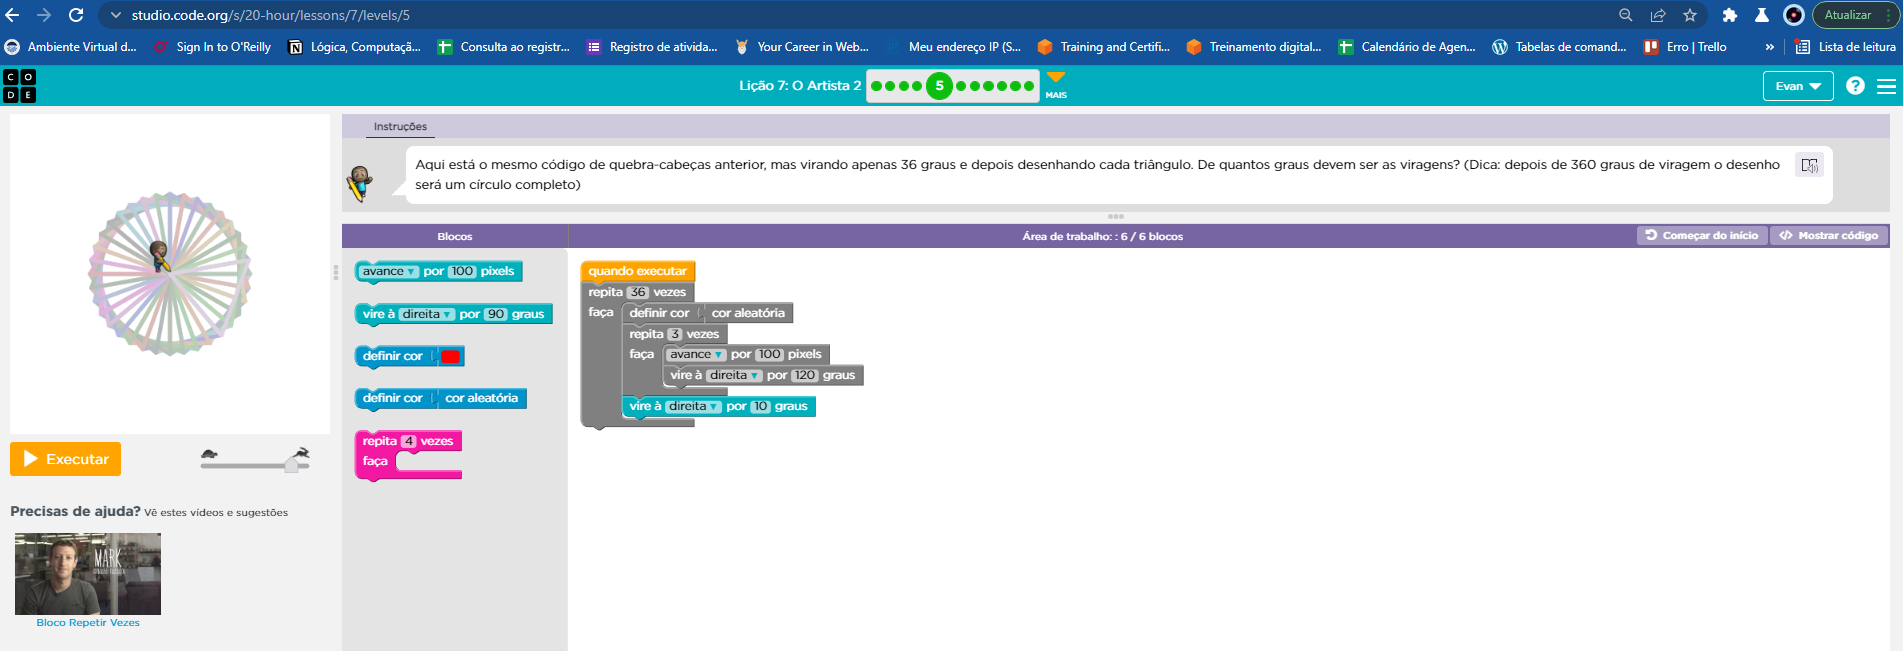 studio.code.org/s/20-hour/lessons/7/levels/5
Atualizar
Ambiente Virtual d...
Sign In to O'Reilly
Lógica, Computaçã...
Consulta ao registr...
Registro de ativida...
Your Career in Web...
Meu endereço IP (S...
Training and Certifi...
Treinamento digital...
Calendário de Agen...
Tabelas de comand...
Erro | Trello
»
Lista de leitura
C O
D E
Lição 7: O Artista 2
5
MAIS
Evan
?
Instruções
Aqui está o mesmo código de quebra-cabeças anterior, mas virando apenas 36 graus e depois desenhando cada triângulo. De quantos graus devem ser as viragens? (Dica: depois de 360 graus de viragem o desenho
será um círculo completo)
Blocos
Área de trabalho: : 6 / 6 blocos
Começar do início
Mostrar código
avance por 100 pixels
vire à direita por 90 graus
definir cor
definir cor cor aleatória
repita 4 vezes
faça
quando executar
repita 36 vezes
faça definir cor cor aleatória
repita 3 vezes
faça avance por 100 pixels
vire à direita por 120 graus
vire à direita por 10 graus
Executar
Precisas de ajuda? Vê estes vídeos e sugestões
MARK
Bloco Repetir Vezes